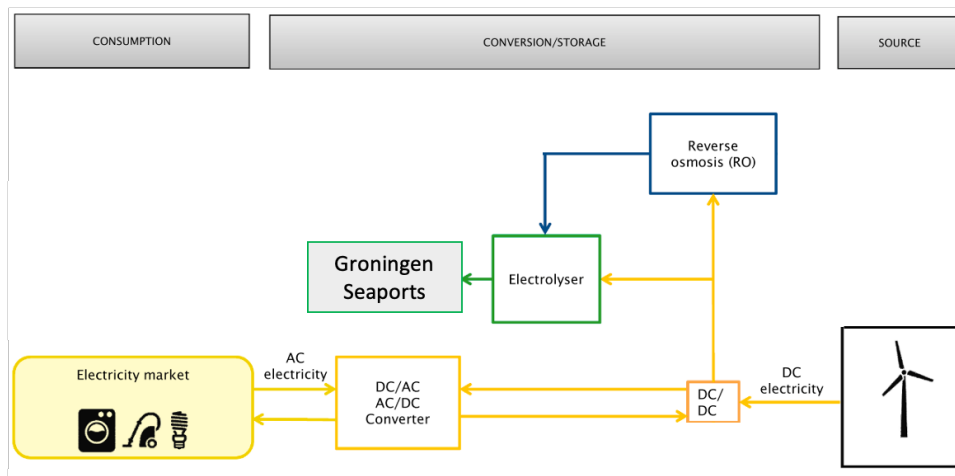 CONSUMPTION
CONVERSION/STORAGE
SOURCE
Reverse
osmosis (RO)
Groningen
Seaports
Electrolyser
Electricity market
AC
electricity
DC/AC
AC/DC
Converter
DC/
DC
DC
electricity